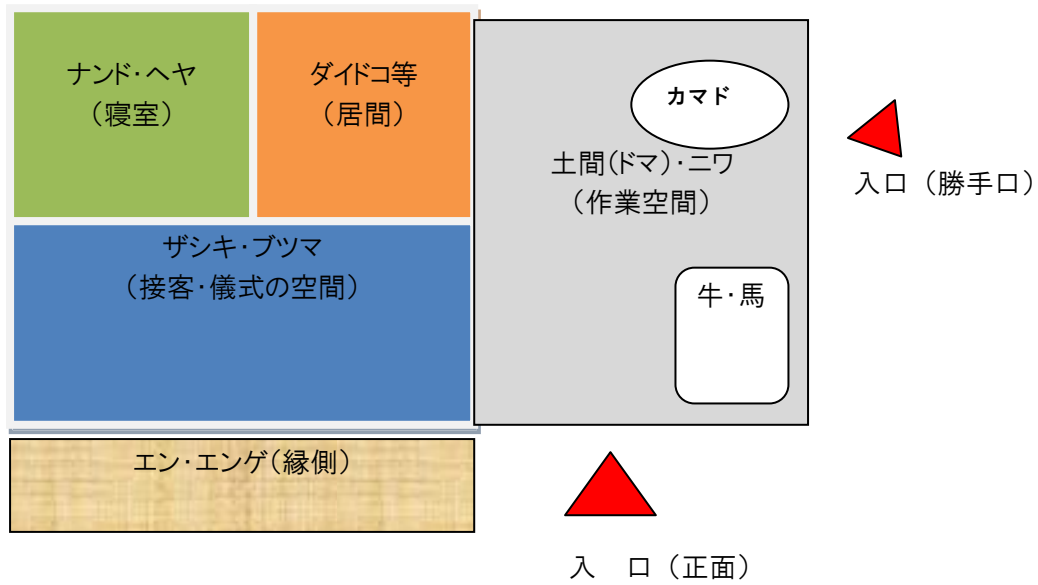 ナンド・ヘヤ
（寝室）
ダイドコ等
（居間）
カマド
土間(ドマ)・ニワ
（作業空間）
入口（勝手口）
ザシキ・ブツマ
（接客・儀式の空間）
牛・馬
エン・エンゲ（縁側）
入　口（正面）